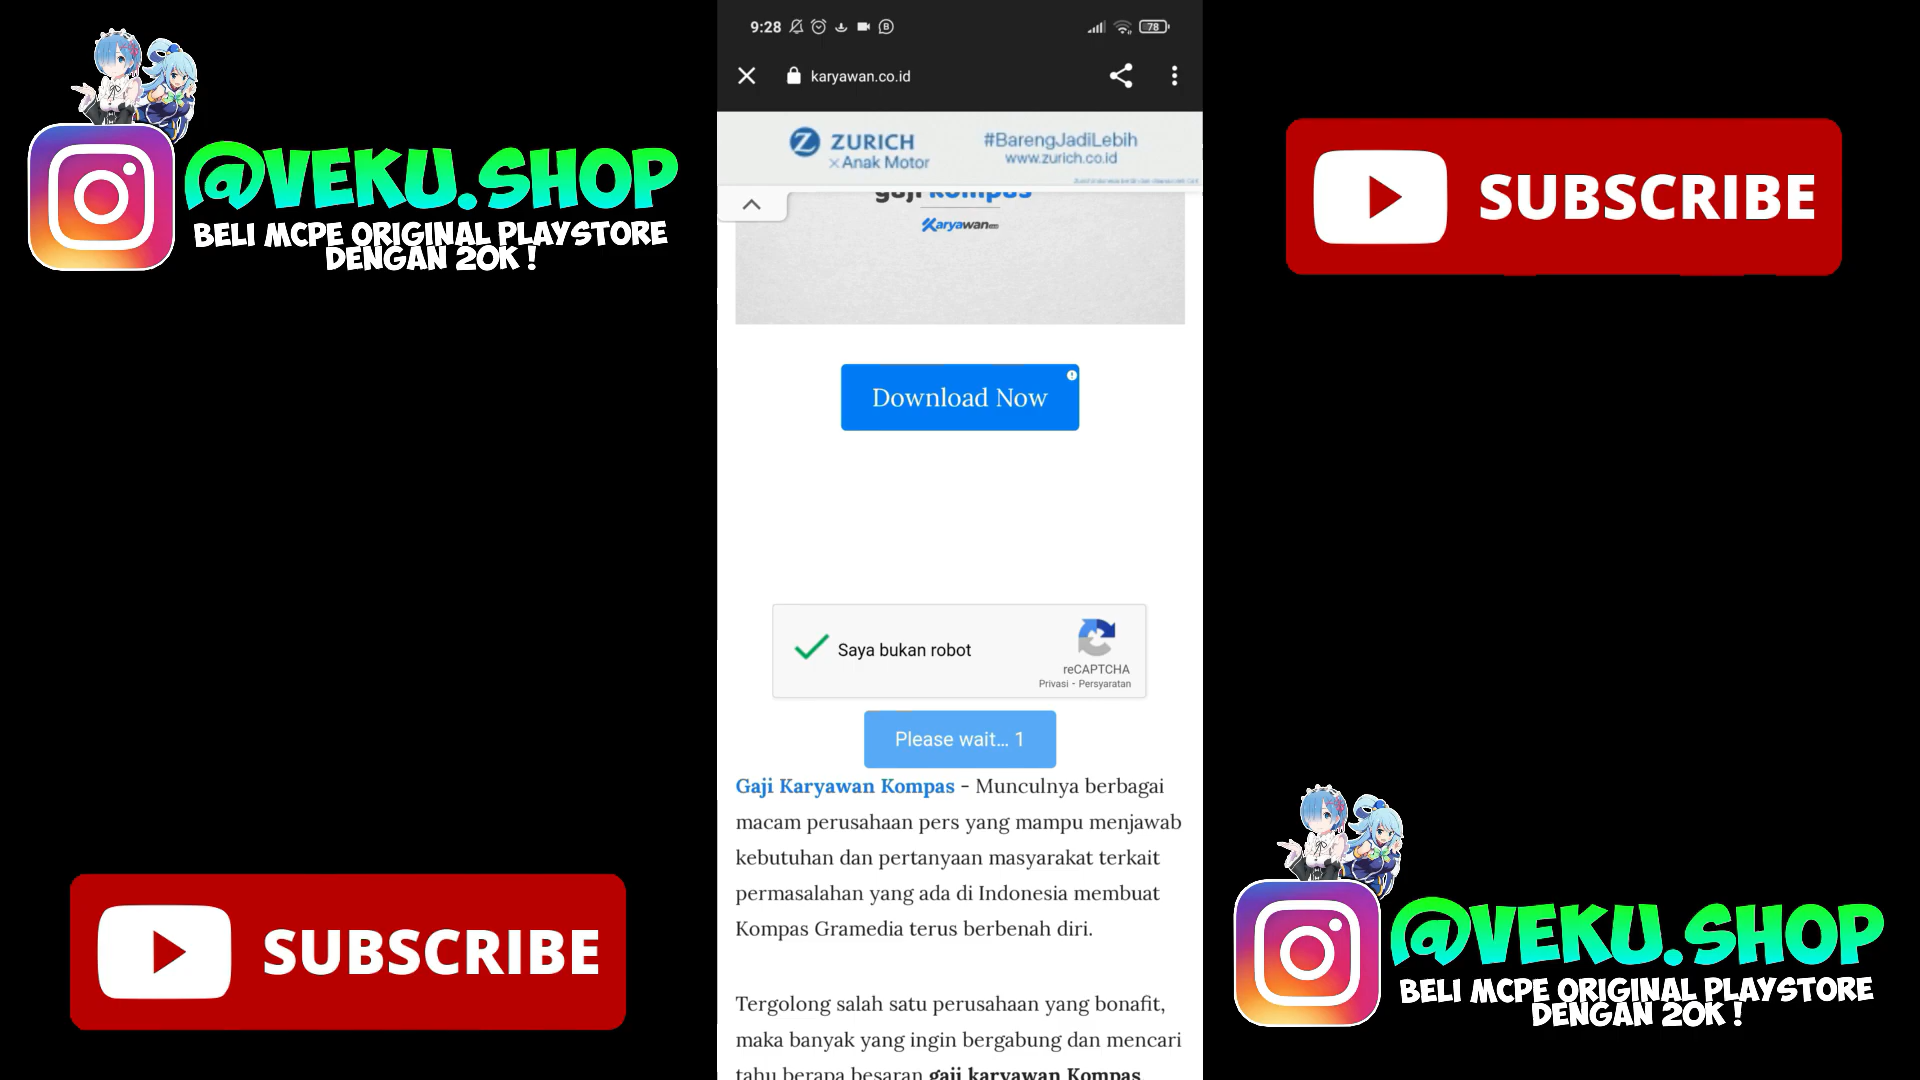 @VEKU.SHOP
BELI MCPE ORIGINAL PLAYSTORE
DENGAN 20K !
SUBSCRIBE
9:28
78
karyawan.co.id
ZURICH
×Anak Motor
#BarengJadiLebih
www.zurich.co.id
gaji kompas
Karyawan
Download Now
Saya bukan robot
reCAPTCHA
Privasi - Persyaratan
Please wait... 1
Gaji Karyawan Kompas - Munculnya berbagai
macam perusahaan pers yang mampu menjawab
kebutuhan dan pertanyaan masyarakat terkait
permasalahan yang ada di Indonesia membuat
Kompas Gramedia terus berbenah diri.
Tergolong salah satu perusahaan yang bonafit,
maka banyak yang ingin bergabung dan mencari
tahu berapa besaran gaji karyawan Kompas
SUBSCRIBE
@VEKU.SHOP
BELI MCPE ORIGINAL PLAYSTORE
DENGAN 20K !